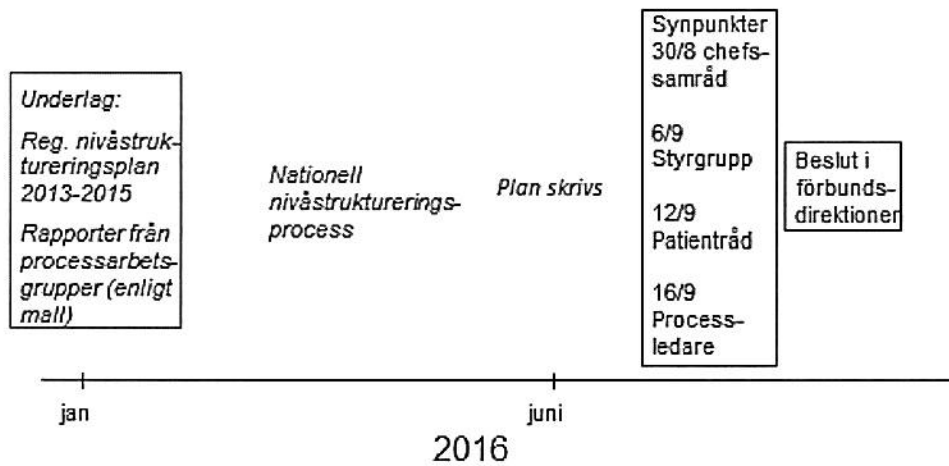 Underlag:
Reg. nivåstruk-
tureringsplan
2013-2015
Rapporter från
processarbets-
grupper (enligt
mall)
Nationell
nivåstrukturerings-
process
Plan skrivs
Synpunkter
30/8 chefs-
samråd
6/9
Styrgrupp
12/9
Patientråd
16/9
Process-
ledare
Beslut i
förbunds-
direktionen
jan
juni
2016